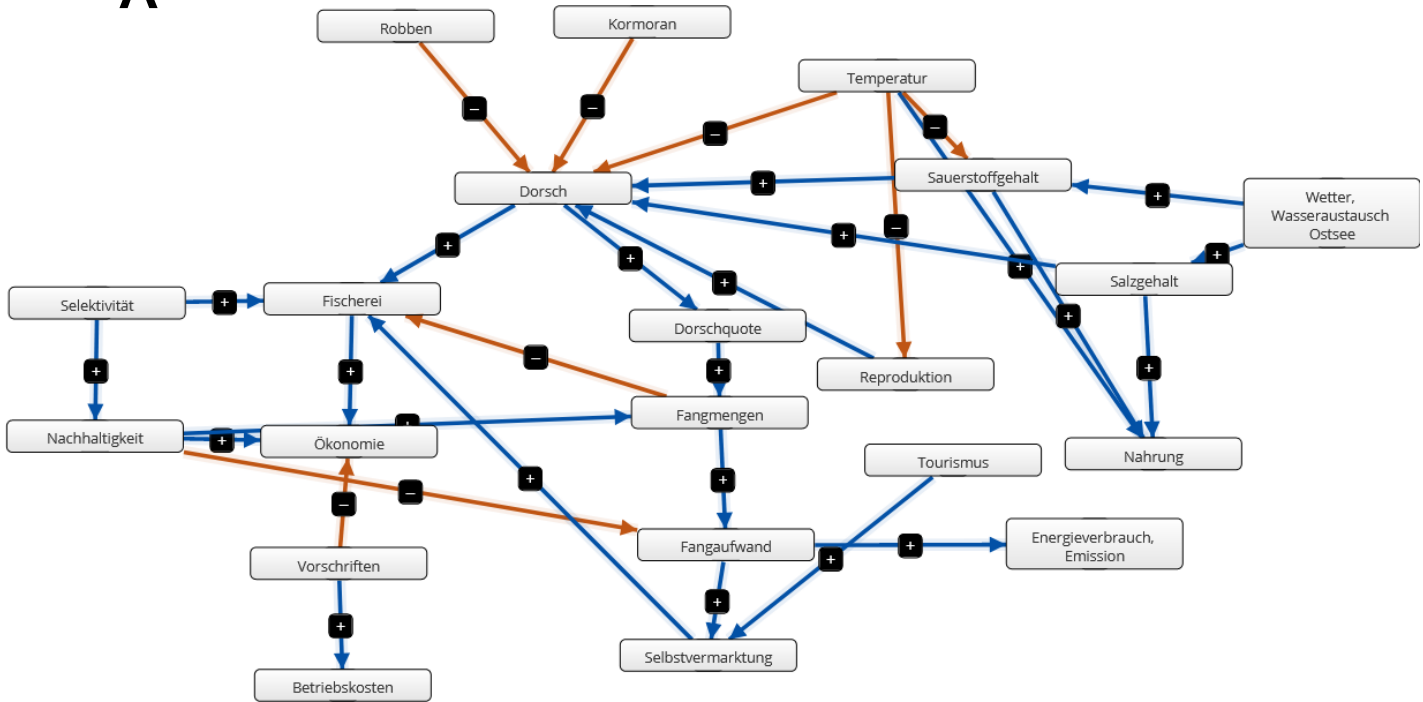 A
Robben
Kormoran
Temperatur
Dorsch
Sauerstoffgehalt
Wetter,
Wasseraustausch
Ostsee
Salzgehalt
Selektivität
Fischerei
Dorschquote
Reproduktion
Fangmengen
Nachhaltigkeit
Ökonomie
Nahrung
Tourismus
Fangaufwand
Energieverbrauch,
Emission
Vorschriften
Selbstvermarktung
Betriebskosten